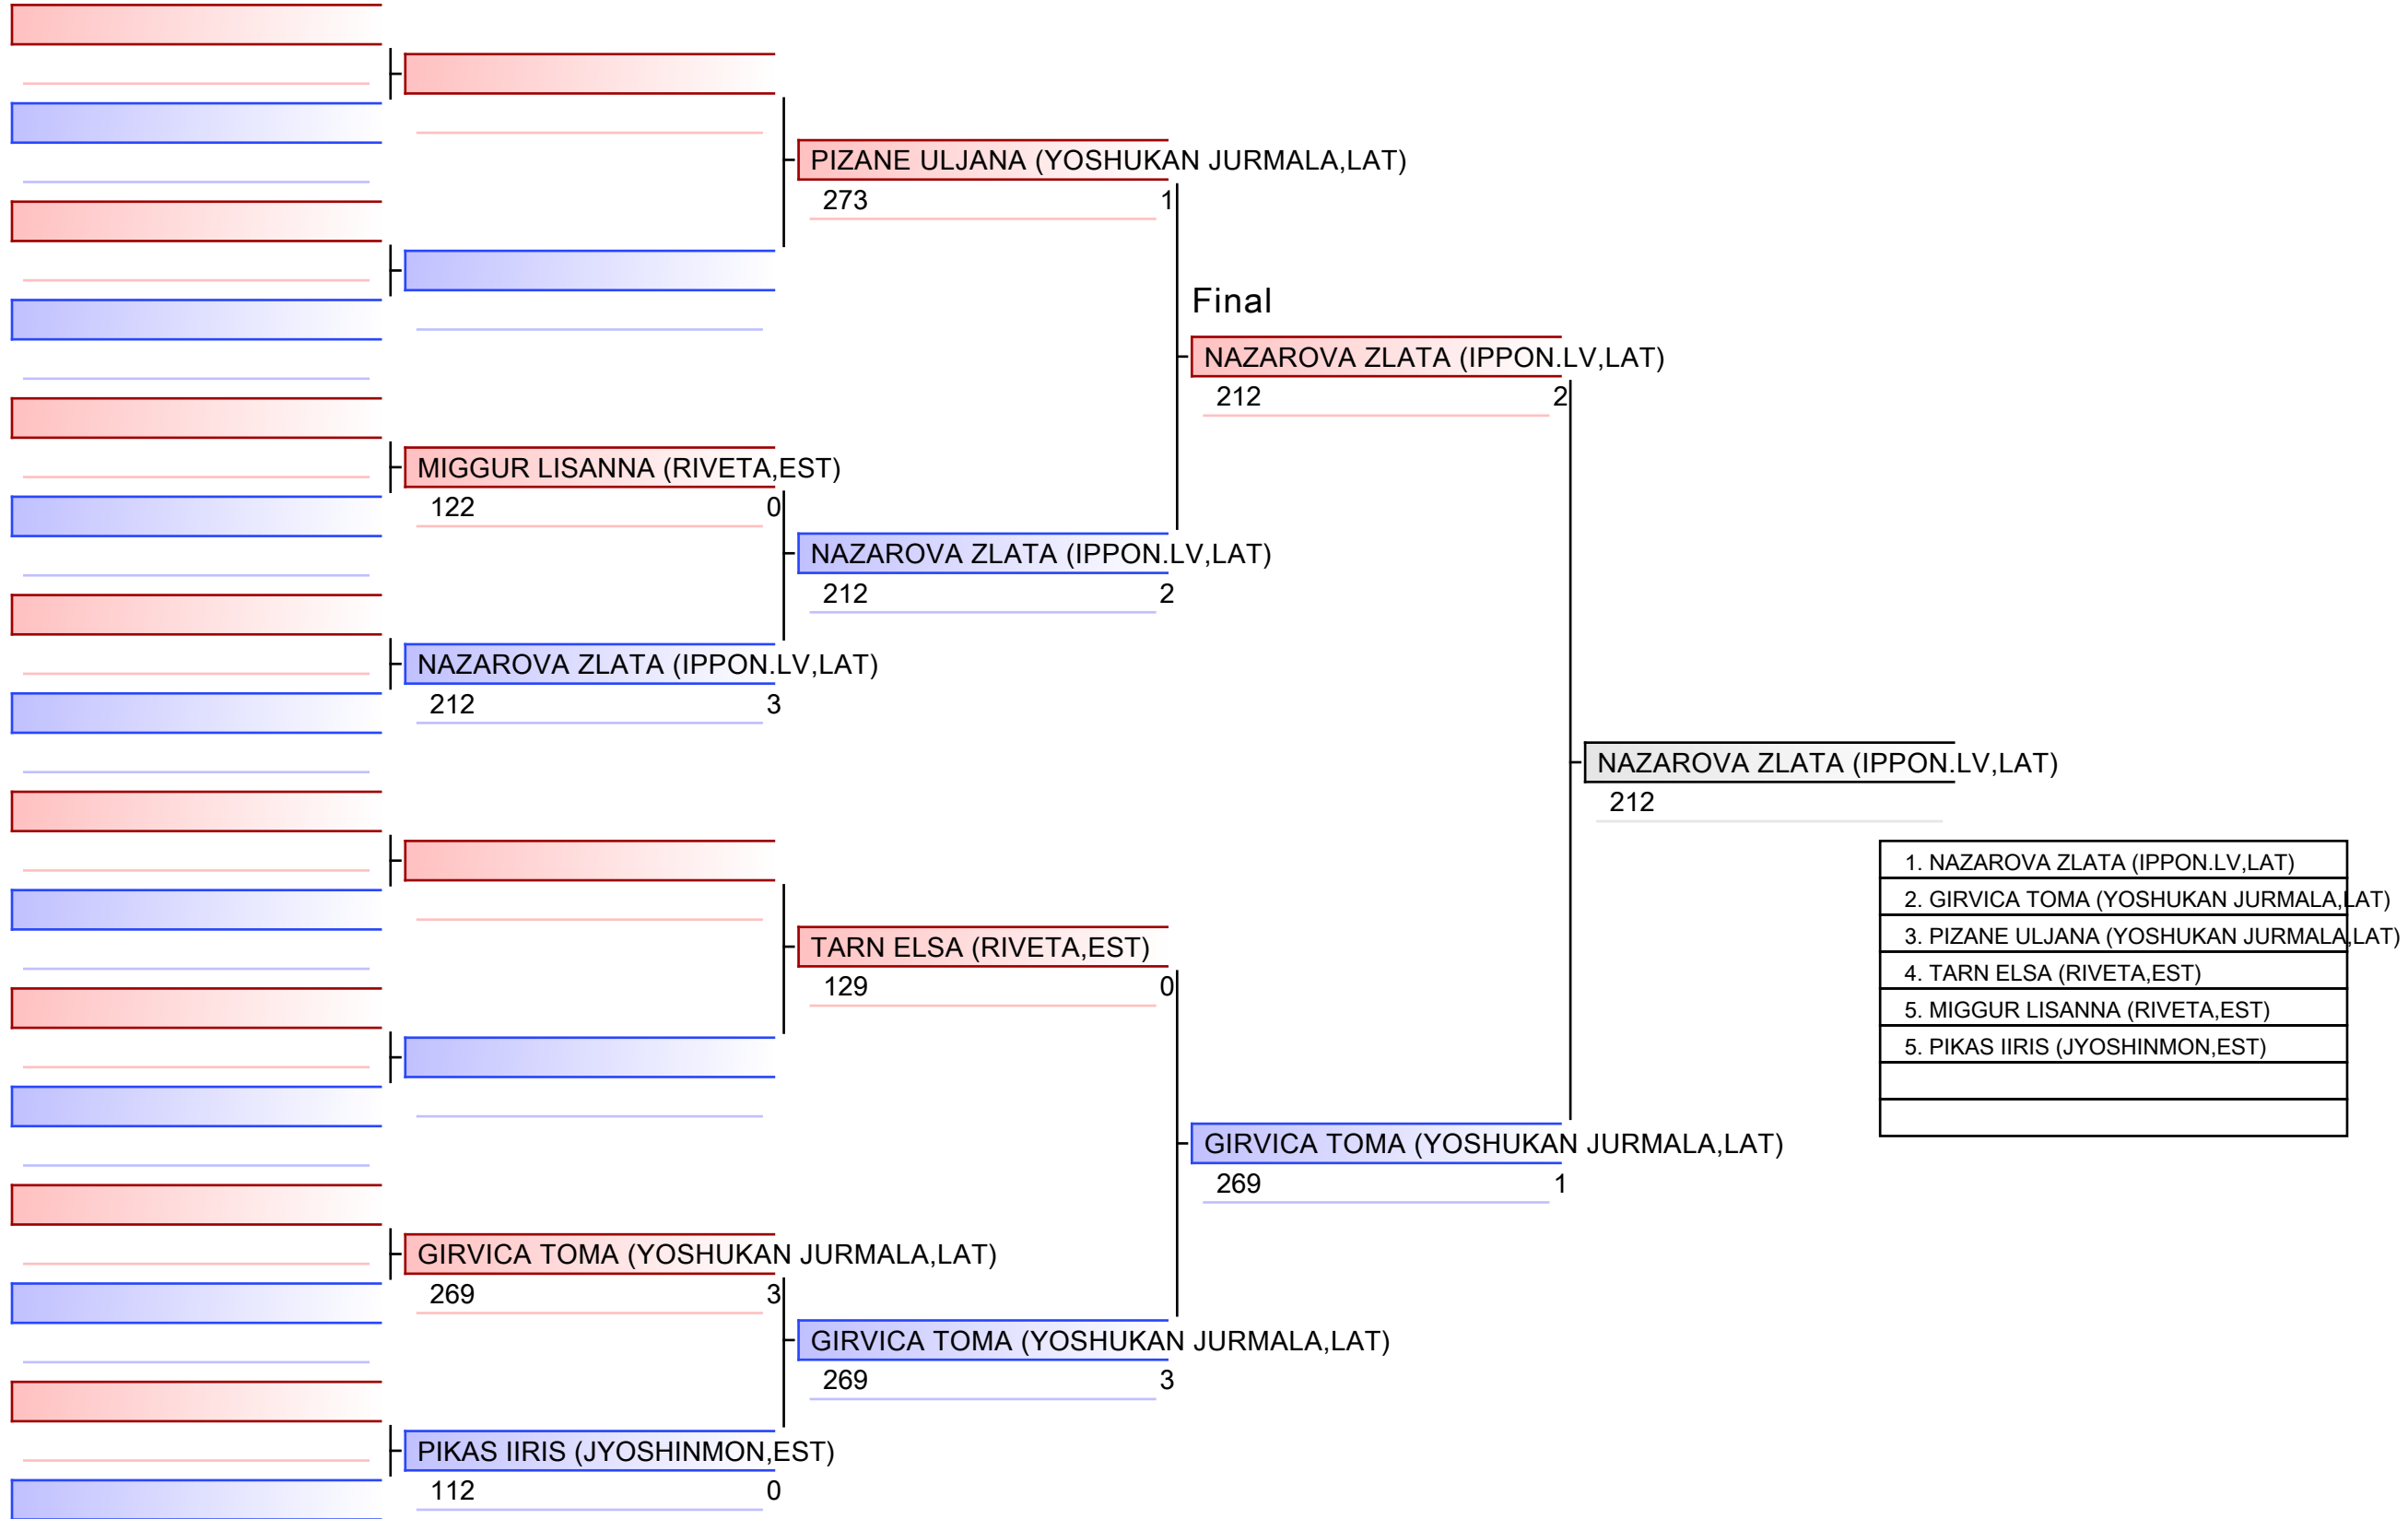 PIZANE ULJANA (YOSHUKAN JURMALA,LAT)
273 1
Final
NAZAROVA ZLATA (IPPON.LV,LAT)
212 2
MIGGUR LISANNA (RIVETA,EST)
122 0
NAZAROVA ZLATA (IPPON.LV,LAT)
212 2
NAZAROVA ZLATA (IPPON.LV,LAT)
212 3
NAZAROVA ZLATA (IPPON.LV,LAT)
212
1. NAZAROVA ZLATA (IPPON.LV,LAT)
2. GIRVICA TOMA (YOSHUKAN JURMALA,LAT)
3. PIZANE ULJANA (YOSHUKAN JURMALA,LAT)
4. TARN ELSA (RIVETA,EST)
5. MIGGUR LISANNA (RIVETA,EST)
5. PIKAS IIRIS (JYOSHINMON,EST)
TARN ELSA (RIVETA,EST)
129 0
GIRVICA TOMA (YOSHUKAN JURMALA,LAT)
269 1
GIRVICA TOMA (YOSHUKAN JURMALA,LAT)
269 3
GIRVICA TOMA (YOSHUKAN JURMALA,LAT)
269 3
PIKAS IIRIS (JYOSHINMON,EST)
112 0